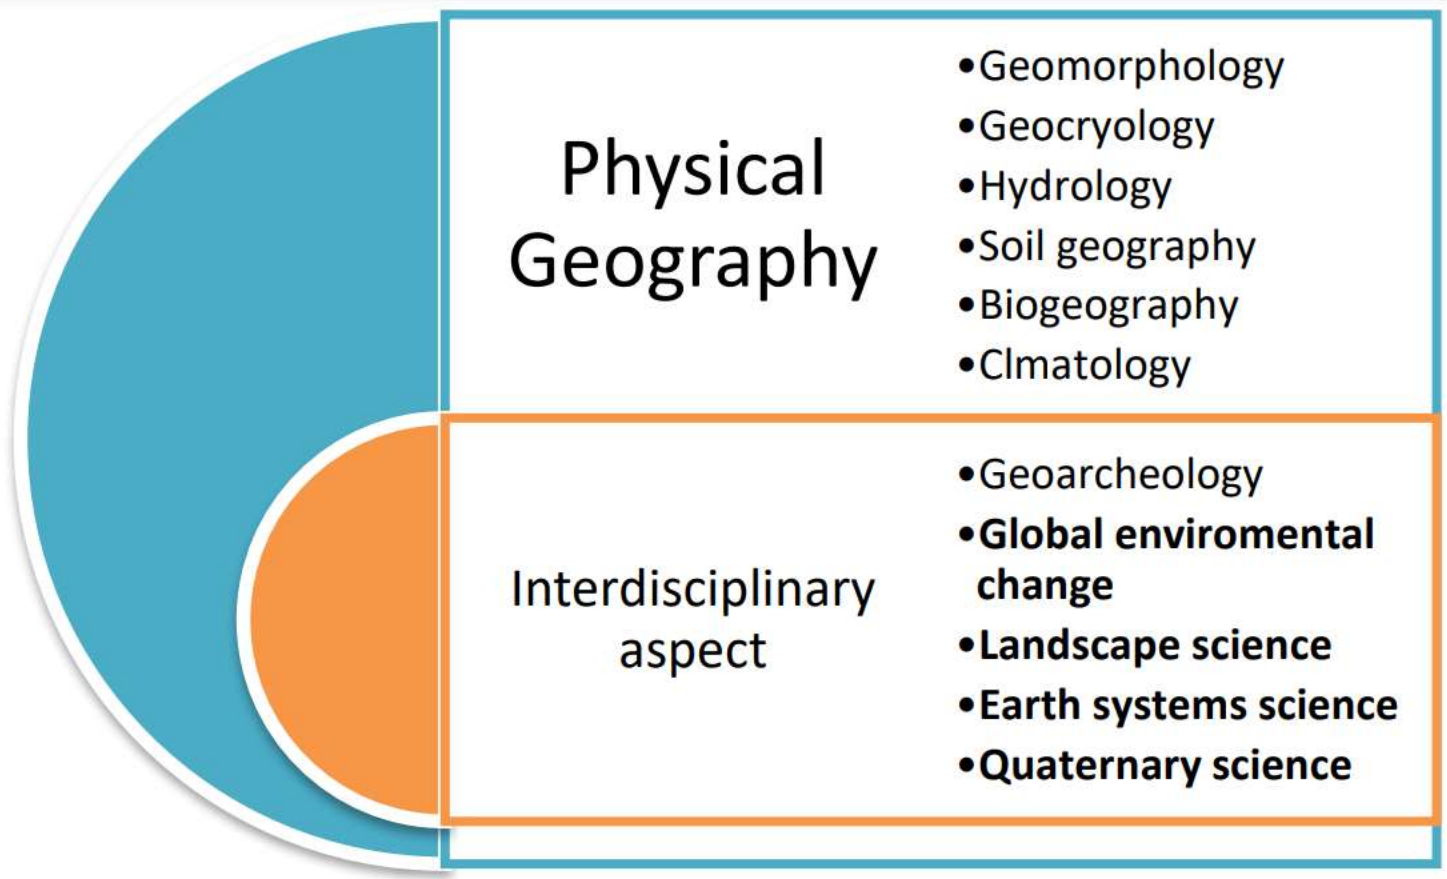 Physical
Geography
•Geomorphology
•Geocryology
•Hydrology
•Soil geography
•Biogeography
•Clmatology
Interdisciplinary
aspect
•Geoarcheology
•Global enviromental
change
•Landscape science
•Earth systems science
•Quaternary science